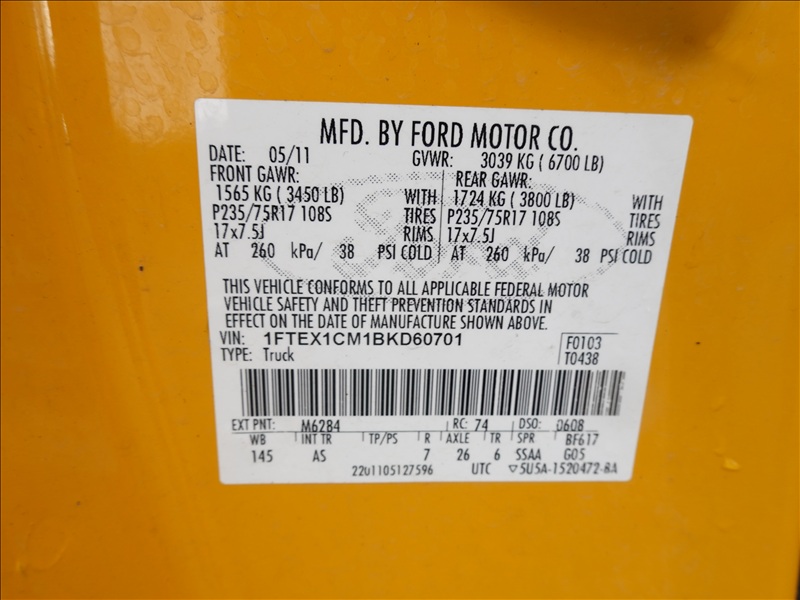 MFD. BY FORD MOTOR CO.
DATE: 05/11 GVWR: 3039 KG ( 6700 LB)
FRONT GAWR: REAR GAWR:
1565 KG ( 3450 LB) WITH 1724 KG ( 3800 LB) WITH
P235/75R17 108S TIRES P235/75R17 108S TIRES
17x7.5J RIMS 17x7.5J RIMS
AT 260 kPa/ 38 PSI COLD AT 260 kPa/ 38 PSI COLD
THIS VEHICLE CONFORMS TO ALL APPLICABLE FEDERAL MOTOR
VEHICLE SAFETY AND THEFT PREVENTION STANDARDS IN
EFFECT ON THE DATE OF MANUFACTURE SHOWN ABOVE.
VIN: 1FTEX1CM1BKD60701 F0103
TYPE: Truck T0438
EXT PNT: M6284 RC: 74 DSO: 0608
WB INT TR TP/PS R AXLE TR SPR BF617
145 AS 7 26 6 SSAA G05
2201105127596 UTC ▽5U5A-1520472-BA